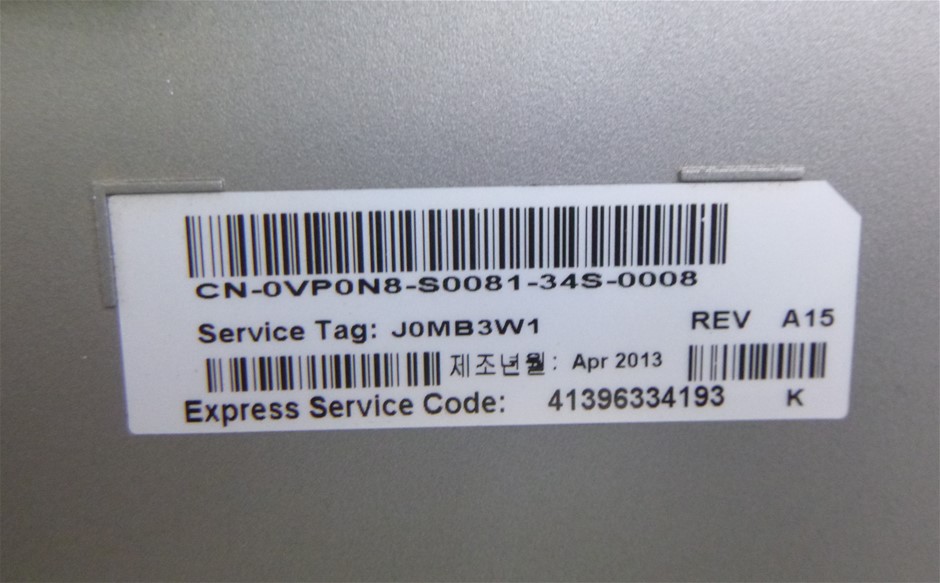 CN-0VP0N8-S0081-34S-0008
Service Tag: J0MB3W1 REV A15
제조년월: Apr 2013
Express Service Code: 41396334193 K